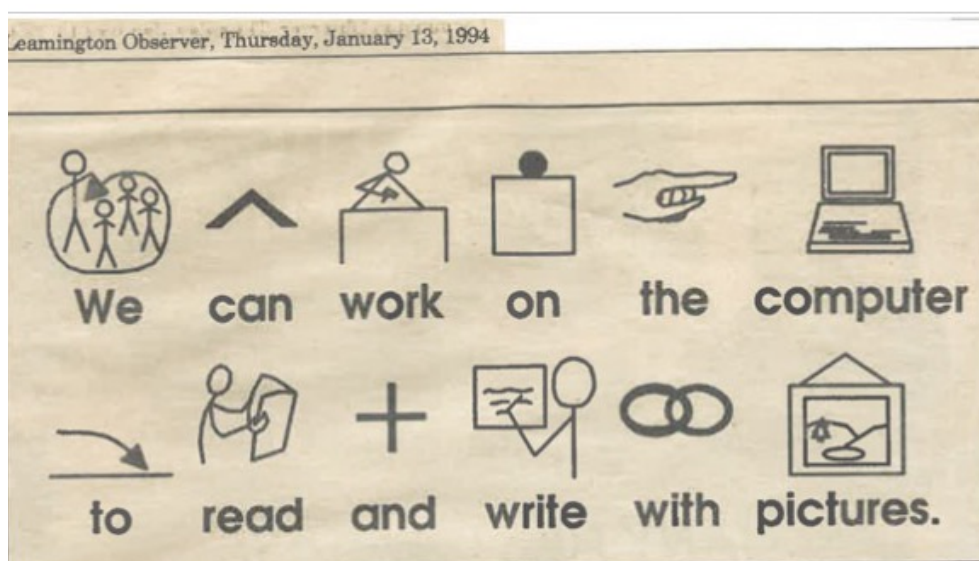 Leamington Observer, Thursday, January 13, 1994
We can work on the computer
to read and write with pictures.